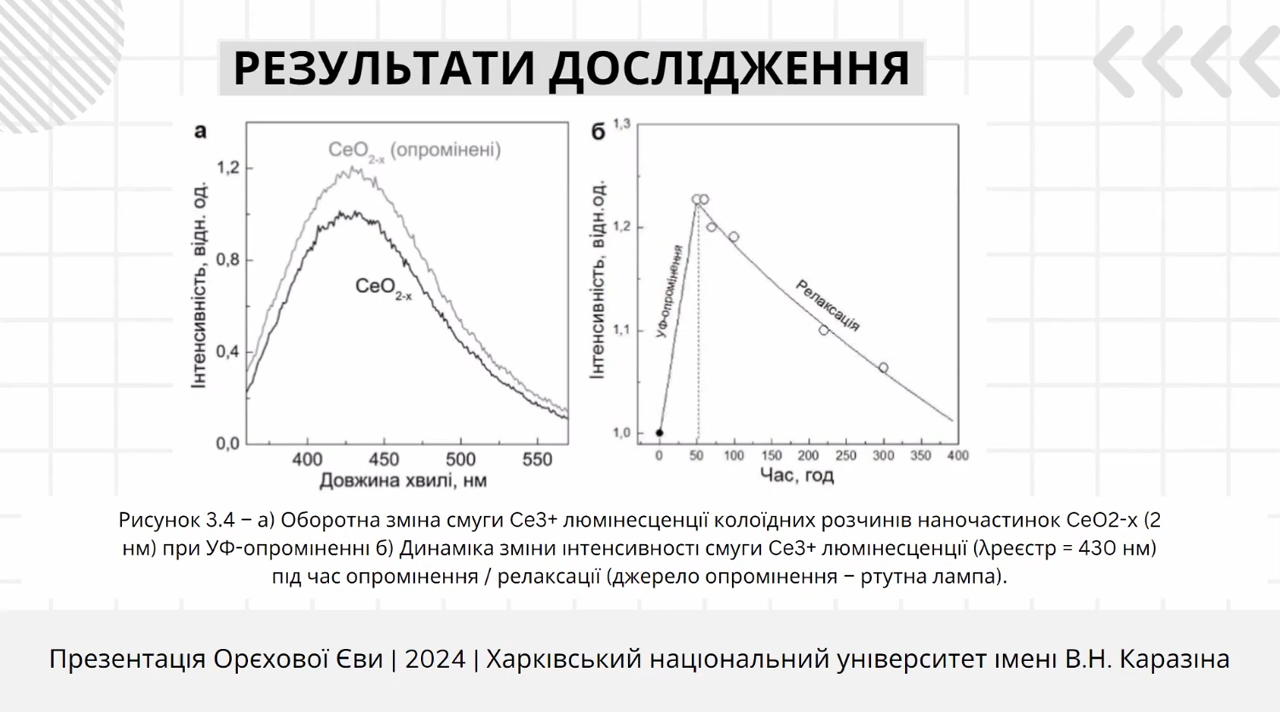 РЕЗУЛЬТАТИ ДОСЛІДЖЕННЯ
а
CeO2-x (опромінені)
CeO2-x
Інтенсивність, відн. од.
1,2
0,8
0,4
0,0
400 450 500 550
Довжина хвилі, нм
б
1,3
1,2
1,1
1,0
Інтенсивність, відн.од.
УФ-опромінення
Релаксація
0 50 100 150 200 250 300 350 400
Час, год
Рисунок 3.4 – а) Оборотна зміна смуги Ce3+ люмінесценції колоїдних розчинів наночастинок CeO2-x (2
нм) при УФ-опроміненні б) Динаміка зміни інтенсивності смуги Ce3+ люмінесценції (λреєстр = 430 нм)
під час опромінення / релаксації (джерело опромінення – ртутна лампа).
Презентація Орєхової Єви | 2024 | Харківський національний університет імені В.Н. Каразіна